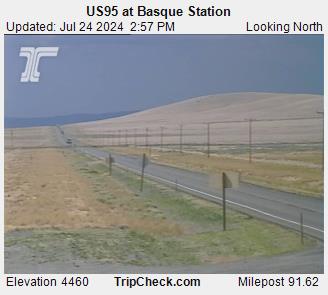 US95 at Basque Station
Updated: Jul 24 2024 2:57 PM Looking North
Elevation 4460 TripCheck.com Milepost 91.62